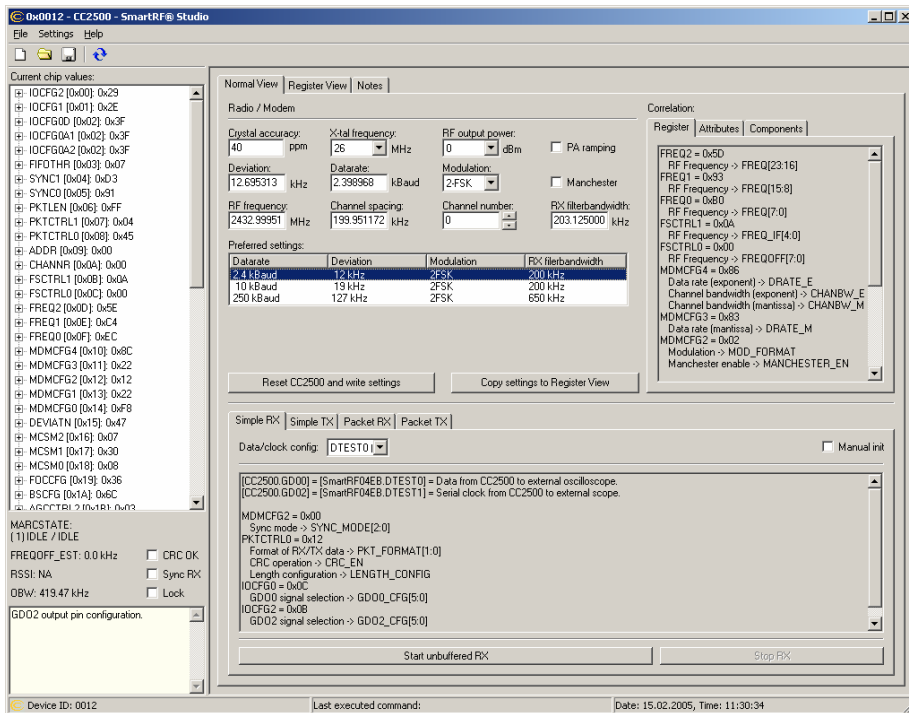 0x0012 - CC2500 - SmartRF® Studio
File Settings Help
Current chip values:
IOCFG2 [0x00]: 0x29
IOCFG1 [0x01]: 0x2E
IOCFG0D [0x02]: 0x3F
IOCFG0A1 [0x02]: 0x3F
IOCFG0A2 [0x02]: 0x3F
FIFOTHR [0x03]: 0x07
SYNC1 [0x04]: 0xD3
SYNC0 [0x05]: 0x91
PKTLEN [0x06]: 0xFF
PKTCTRL1 [0x07]: 0x04
PKTCTRL0 [0x08]: 0x45
ADDR [0x09]: 0x00
CHANNR [0x0A]: 0x00
FSCTRL1 [0x0B]: 0x0A
FSCTRL0 [0x0C]: 0x00
FREQ2 [0x0D]: 0x5E
FREQ1 [0x0E]: 0xC4
FREQ0 [0x0F]: 0xEC
MDMCFG4 [0x10]: 0x8C
MDMCFG3 [0x11]: 0x22
MDMCFG2 [0x12]: 0x12
MDMCFG1 [0x13]: 0x22
MDMCFG0 [0x14]: 0xF8
DEVIATN [0x15]: 0x47
MCSM2 [0x16]: 0x07
MCSM1 [0x17]: 0x30
MCSM0 [0x18]: 0x08
FOCCFG [0x19]: 0x36
BSCFG [0x1A]: 0x6C
AGCCTRL2 [0x1B]: 0x03
MARCSTATE:
(1) IDLE / IDLE
FREQOFF_EST: 0.0 kHz CRC OK
RSSI: NA Sync RX
OBW: 419.47 kHz Lock
GDO2 output pin configuration.
Normal View Register View Notes
Radio / Modem
Crystal accuracy: X-tal frequency: RF output power:
40 ppm 26 MHz 0 dBm PA ramping
Deviation: Datarate: Modulation:
12.695313 kHz 2.398968 kBaud 2-FSK Manchester
RF frequency: Channel spacing: Channel number: RX filterbandwidth:
2432.99951 MHz 199.951172 kHz 0 203.125000 kHz
Preferred settings:
Datarate Deviation Modulation RX filerbandwidth
2.4 kBaud 12 kHz 2FSK 200 kHz
10 kBaud 19 kHz 2FSK 200 kHz
250 kBaud 127 kHz 2FSK 650 kHz
Reset CC2500 and write settings Copy settings to Register View
Correlation:
Register Attributes Components
FREQ2 = 0x5D
RF Frequency -> FREQ[23:16]
FREQ1 = 0x93
RF Frequency -> FREQ[15:8]
FREQ0 = 0xB0
RF Frequency -> FREQ[7:0]
FSCTRL1 = 0x0A
RF Frequency -> FREQ_IF[4:0]
FSCTRL0 = 0x00
RF Frequency -> FREQOFF[7:0]
MDMCFG4 = 0x86
Data rate (exponent) -> DRATE_E
Channel bandwidth (exponent) -> CHANBW_E
Channel bandwidth (mantissa) -> CHANBW_M
MDMCFG3 = 0x83
Data rate (mantissa) -> DRATE_M
MDMCFG2 = 0x02
Modulation -> MOD_FORMAT
Manchester enable -> MANCHESTER_EN
Simple RX Simple TX Packet RX Packet TX
Data/clock config: DTEST0 Manual init
[CC2500.GD00] = [SmartRF04EB.DTEST0] = Data from CC2500 to external oscilloscope.
[CC2500.GD02] = [SmartRF04EB.DTEST1] = Serial clock from CC2500 to external scope.
MDMCFG2 = 0x00
Sync mode -> SYNC_MODE[2:0]
PKTCTRL0 = 0x12
Format of RX/TX data -> PKT_FORMAT[1:0]
CRC operation -> CRC_EN
Length configuration -> LENGTH_CONFIG
IOCFG0 = 0x0C
GDO0 signal selection -> GDO0_CFG[5:0]
IOCFG2 = 0x0B
GDO2 signal selection -> GDO2_CFG[5:0]
Start unbuffered RX Stop RX
Device ID: 0012 Last executed command: Date: 15.02.2005, Time: 11:30:34